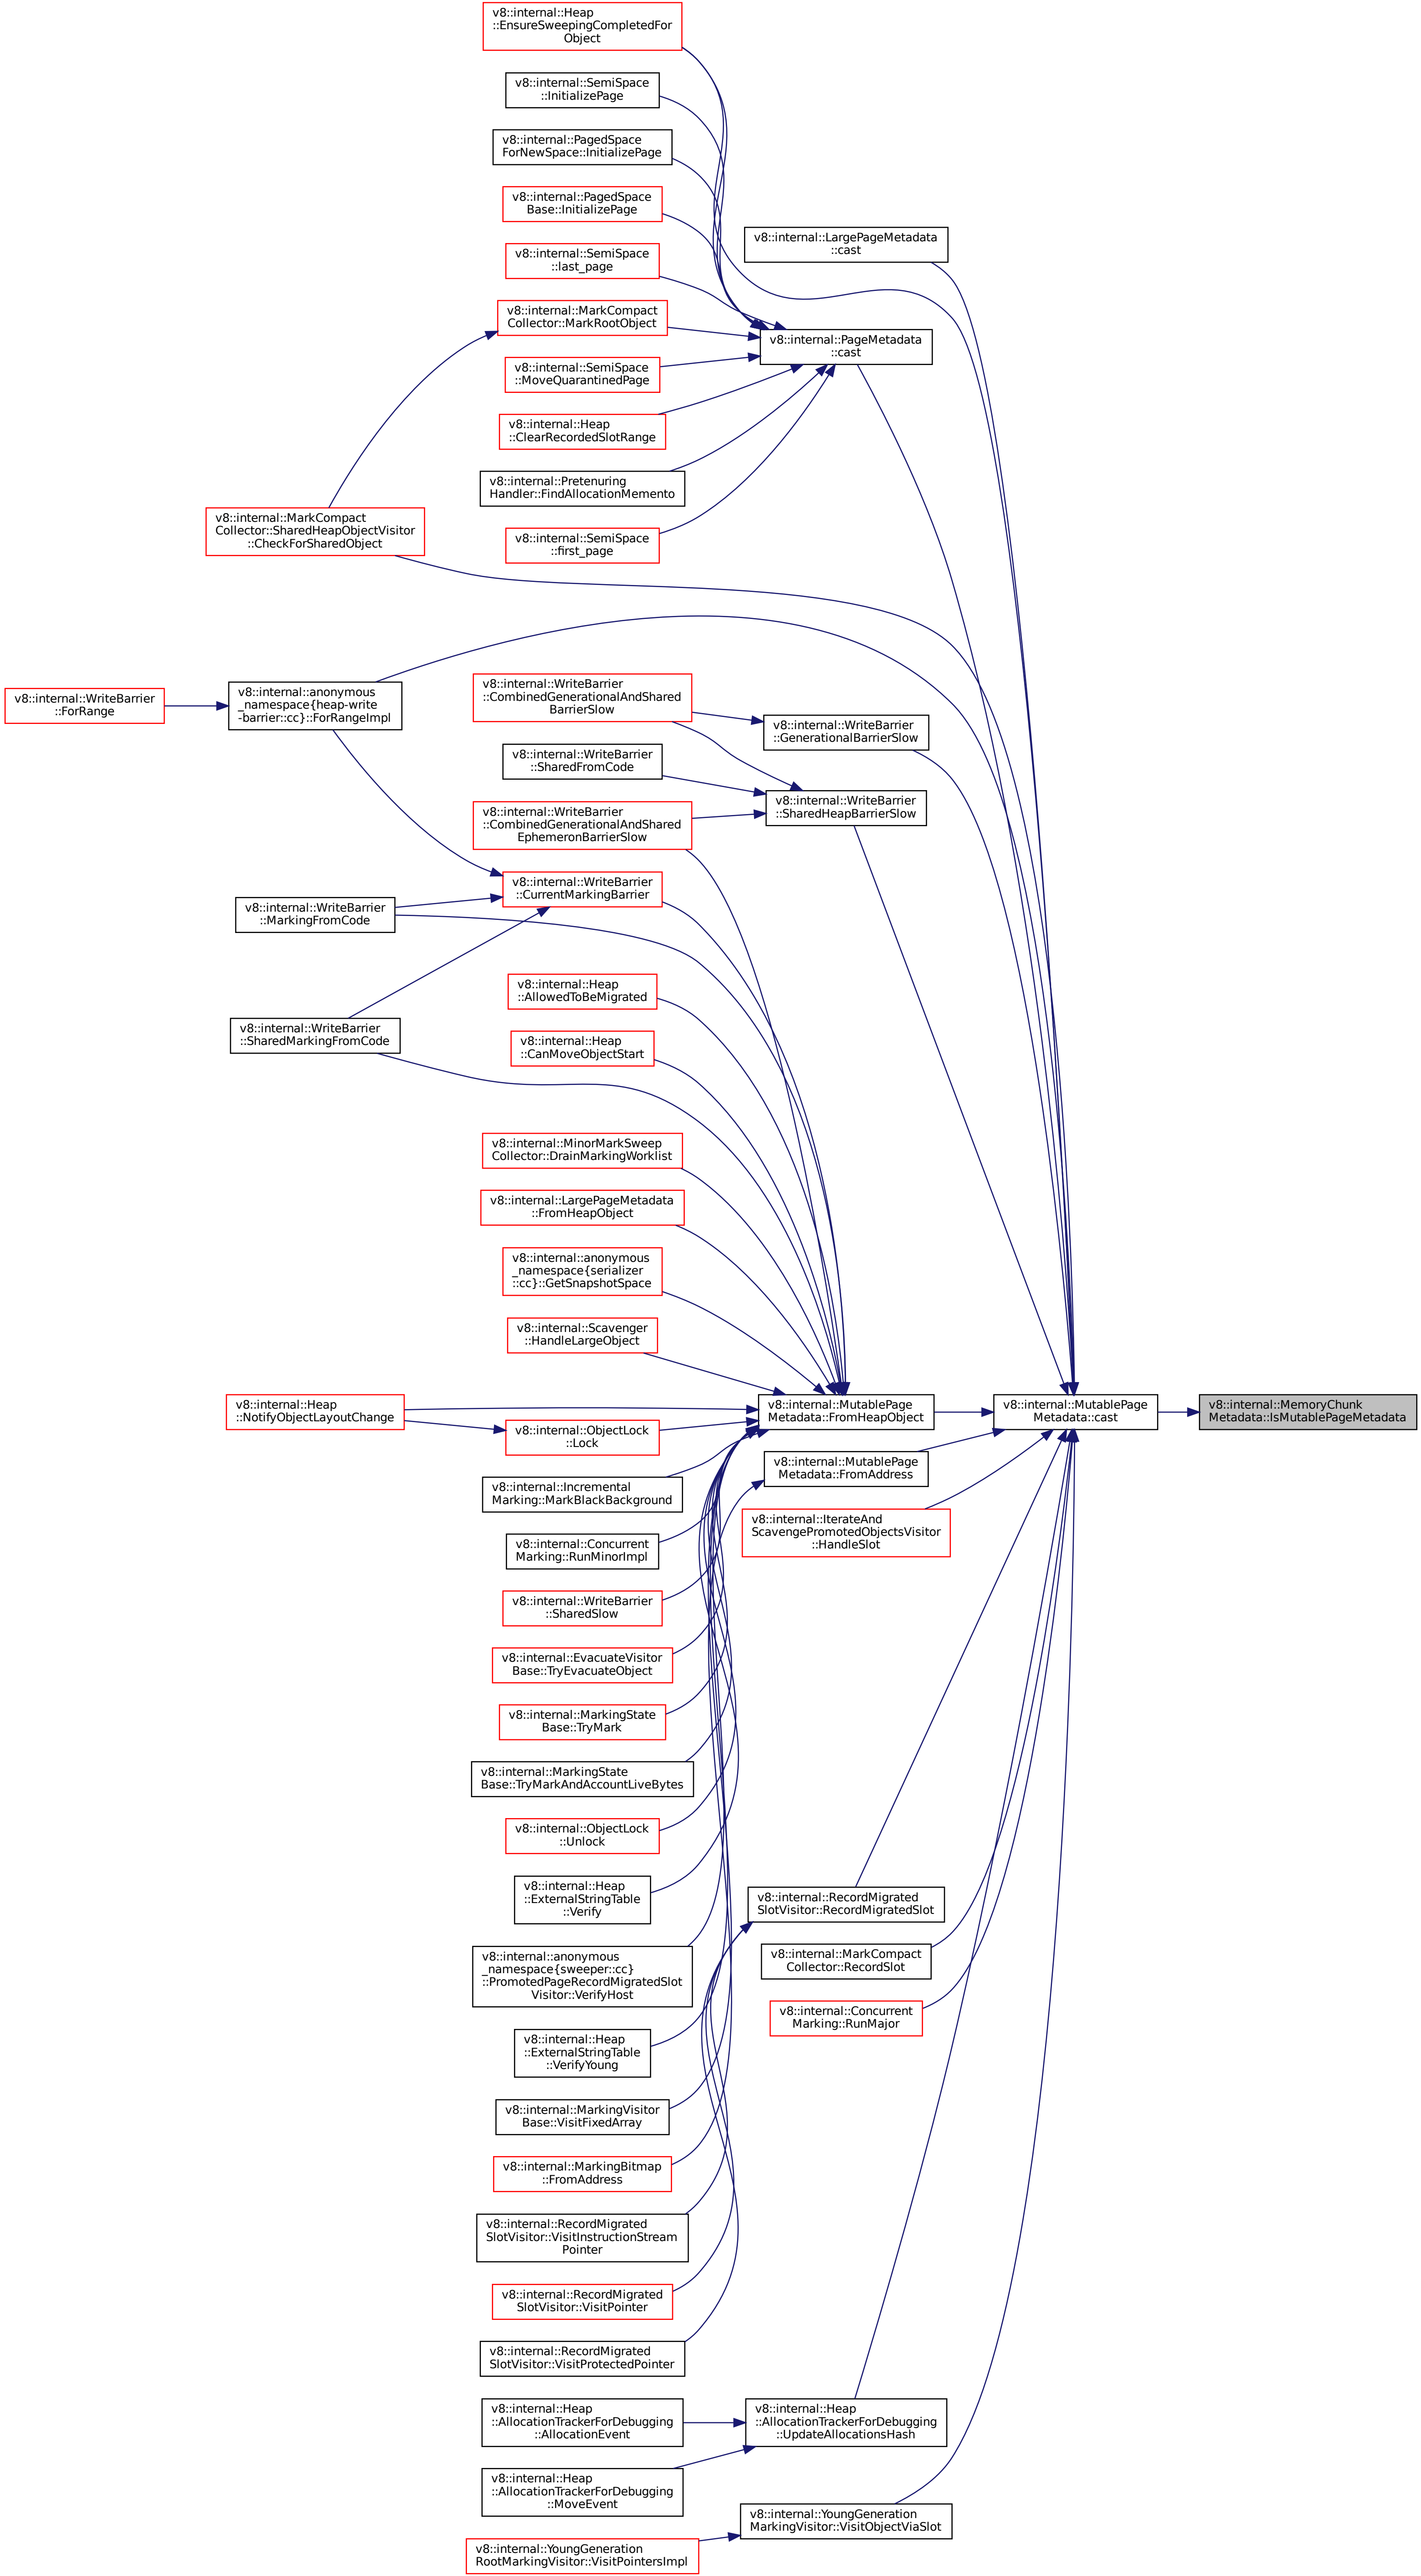 v8::internal::Heap
::EnsureSweepingCompletedFor
Object
v8::internal::SemiSpace
::InitializePage
v8::internal::PagedSpace
ForNewSpace::InitializePage
v8::internal::PagedSpace
Base::InitializePage
v8::internal::LargePageMetadata
::cast
v8::internal::SemiSpace
::last_page
v8::internal::MarkCompact
Collector::MarkRootObject
v8::internal::PageMetadata
::cast
v8::internal::SemiSpace
::MoveQuarantinedPage
v8::internal::Heap
::ClearRecordedSlotRange
v8::internal::Pretenuring
Handler::FindAllocationMemento
v8::internal::MarkCompact
Collector::SharedHeapObjectVisitor
::CheckForSharedObject
v8::internal::SemiSpace
::first_page
v8::internal::WriteBarrier
::ForRange
v8::internal::anonymous
_namespace{heap-write
-barrier::cc}::ForRangeImpl
v8::internal::WriteBarrier
::CombinedGenerationalAndShared
BarrierSlow
v8::internal::WriteBarrier
::GenerationalBarrierSlow
v8::internal::WriteBarrier
::SharedFromCode
v8::internal::WriteBarrier
::SharedHeapBarrierSlow
v8::internal::WriteBarrier
::CombinedGenerationalAndShared
EphemeronBarrierSlow
v8::internal::WriteBarrier
::CurrentMarkingBarrier
v8::internal::WriteBarrier
::MarkingFromCode
v8::internal::Heap
::AllowedToBeMigrated
v8::internal::WriteBarrier
::SharedMarkingFromCode
v8::internal::Heap
::CanMoveObjectStart
v8::internal::MinorMarkSweep
Collector::DrainMarkingWorklist
v8::internal::LargePageMetadata
::FromHeapObject
v8::internal::anonymous
_namespace{serializer
::cc}::GetSnapshotSpace
v8::internal::Scavenger
::HandleLargeObject
v8::internal::Heap
::NotifyObjectLayoutChange
v8::internal::MutablePage
Metadata::FromHeapObject
v8::internal::MutablePage
Metadata::cast
v8::internal::MemoryChunk
Metadata::IsMutablePageMetadata
v8::internal::ObjectLock
::Lock
v8::internal::MutablePage
Metadata::FromAddress
v8::internal::Incremental
Marking::MarkBlackBackground
v8::internal::IterateAnd
ScavengePromotedObjectsVisitor
::HandleSlot
v8::internal::Concurrent
Marking::RunMinorImpl
v8::internal::WriteBarrier
::SharedSlow
v8::internal::EvacuateVisitor
Base::TryEvacuateObject
v8::internal::MarkingState
Base::TryMark
v8::internal::MarkingState
Base::TryMarkAndAccountLiveBytes
v8::internal::ObjectLock
::Unlock
v8::internal::Heap
::ExternalStringTable
::Verify
v8::internal::RecordMigrated
SlotVisitor::RecordMigratedSlot
v8::internal::anonymous
_namespace{sweeper::cc}
::PromotedPageRecordMigratedSlot
Visitor::VerifyHost
v8::internal::MarkCompact
Collector::RecordSlot
v8::internal::Concurrent
Marking::RunMajor
v8::internal::Heap
::ExternalStringTable
::VerifyYoung
v8::internal::MarkingVisitor
Base::VisitFixedArray
v8::internal::MarkingBitmap
::FromAddress
v8::internal::RecordMigrated
SlotVisitor::VisitInstructionStream
Pointer
v8::internal::RecordMigrated
SlotVisitor::VisitPointer
v8::internal::RecordMigrated
SlotVisitor::VisitProtectedPointer
v8::internal::Heap
::AllocationTrackerForDebugging
::AllocationEvent
v8::internal::Heap
::AllocationTrackerForDebugging
::UpdateAllocationsHash
v8::internal::Heap
::AllocationTrackerForDebugging
::MoveEvent
v8::internal::YoungGeneration
MarkingVisitor::VisitObjectViaSlot
v8::internal::YoungGeneration
RootMarkingVisitor::VisitPointersImpl